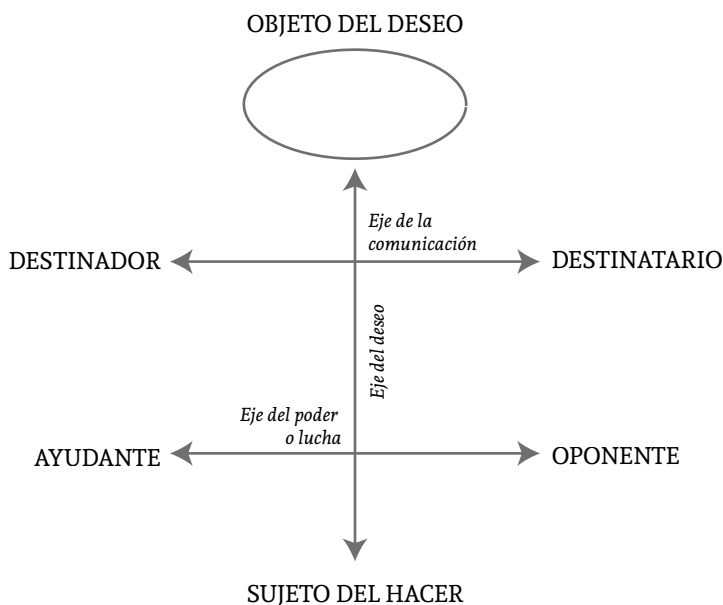 OBJETO DEL DESEO
Eje de la
comunicación
DESTINADOR
DESTINATARIO
Eje del deseo
Eje del poder
o lucha
AYUDANTE
OPONENTE
SUJETO DEL HACER